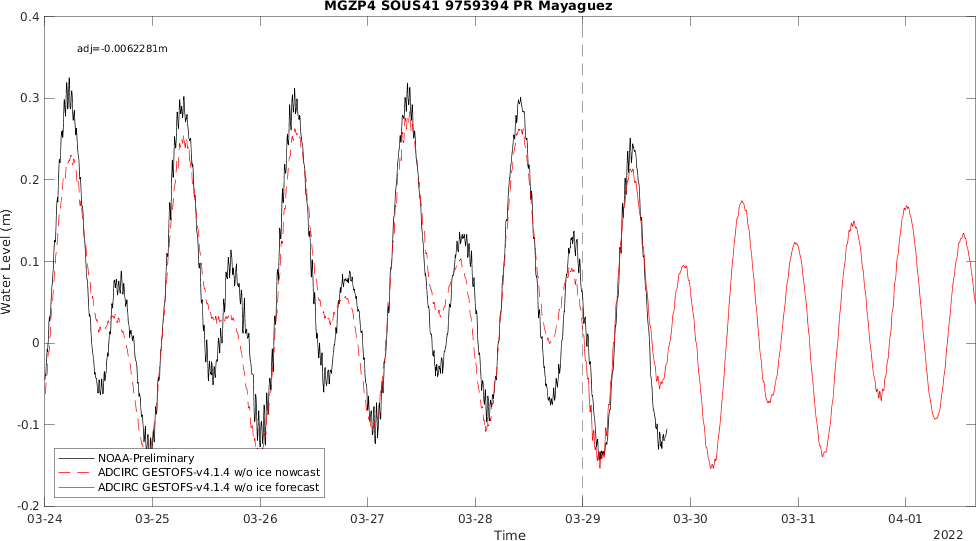 MGZP4 SOUS41 9759394 PR Mayaguez
adj=-0.0062281m
Water Level (m)
0.4
0.3
0.2
0.1
0
-0.1
-0.2
NOAA-Preliminary
ADCIRC GESTOFS-v4.1.4 w/o ice nowcast
ADCIRC GESTOFS-v4.1.4 w/o ice forecast
03-24 03-25 03-26 03-27 03-28 03-29 03-30 03-31 04-01
Time
2022